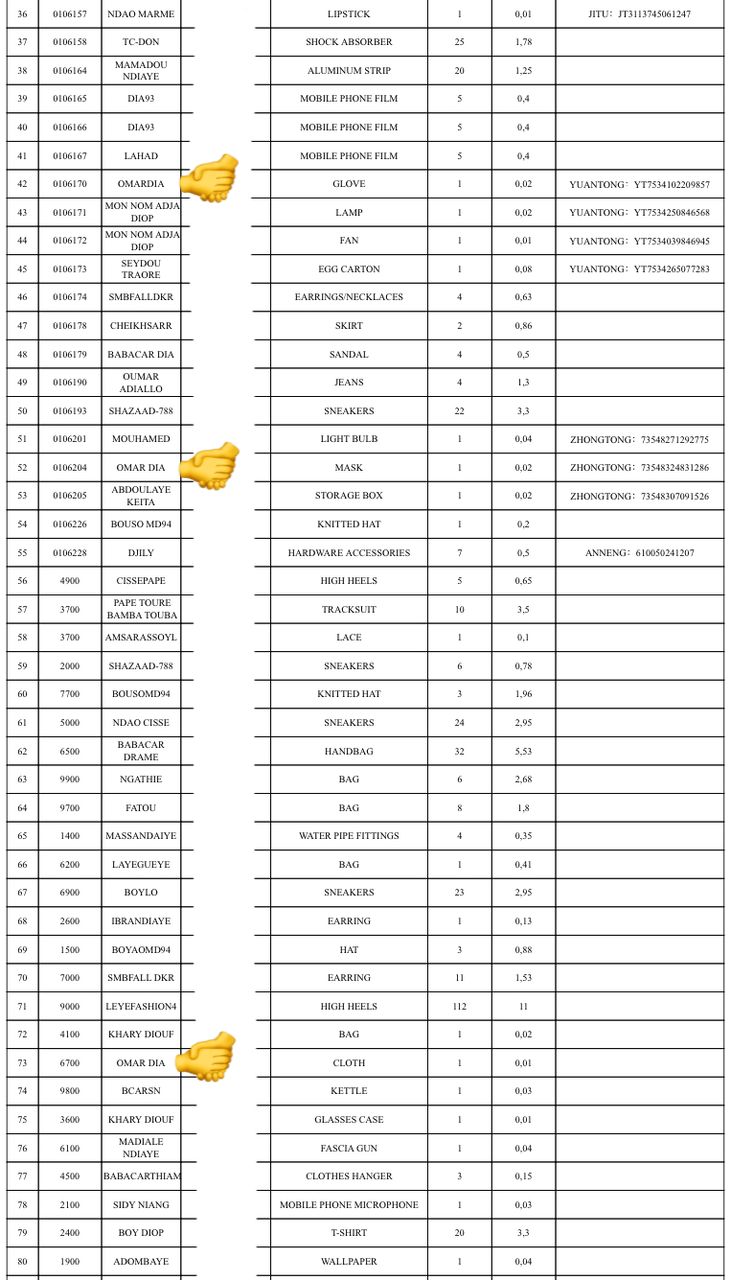 36 0106157 NDAO MARME LIPSTICK 1 0,01 JITU：JT3113745061247
37 0106158 TC-DON SHOCK ABSORBER 25 1,78
38 0106164 MAMADOU NDIAYE ALUMINUM STRIP 20 1,25
39 0106165 DIA93 MOBILE PHONE FILM 5 0,4
40 0106166 DIA93 MOBILE PHONE FILM 5 0,4
41 0106167 LAHAD MOBILE PHONE FILM 5 0,4
42 0106170 OMARDIA GLOVE 1 0,02 YUANTONG：YT7534102209857
43 0106171 MON NOM ADJA DIOP LAMP 1 0,02 YUANTONG：YT7534250846568
44 0106172 MON NOM ADJA DIOP FAN 1 0,01 YUANTONG：YT7534039846945
45 0106173 SEYDOU TRAORE EGG CARTON 1 0,08 YUANTONG：YT7534265077283
46 0106174 SMBFALLDKR EARRINGS/NECKLACES 4 0,63
47 0106178 CHEIKHSARR SKIRT 2 0,86
48 0106179 BABACAR DIA SANDAL 4 0,5
49 0106190 OUMAR ADIALLO JEANS 4 1,3
50 0106193 SHAZAAD-788 SNEAKERS 22 3,3
51 0106201 MOUHAMED LIGHT BULB 1 0,04 ZHONGTONG：73548271292775
52 0106204 OMAR DIA MASK 1 0,02 ZHONGTONG：73548324831286
53 0106205 ABDOULAYE KEITA STORAGE BOX 1 0,02 ZHONGTONG：73548307091526
54 0106226 BOUSO MD94 KNITTED HAT 1 0,2
55 0106228 DJILY HARDWARE ACCESSORIES 7 0,5 ANNENG：610050241207
56 4900 CISSEPAPE HIGH HEELS 5 0,65
57 3700 PAPE TOURE BAMBA TOUBA TRACKSUIT 10 3,5
58 3700 AMSARASSOYL LACE 1 0,1
59 2000 SHAZAAD-788 SNEAKERS 6 0,78
60 7700 BOUSOMD94 KNITTED HAT 3 1,96
61 5000 NDAO CISSE SNEAKERS 24 2,95
62 6500 BABACAR DRAME HANDBAG 32 5,53
63 9900 NGATHIE BAG 6 2,68
64 9700 FATOU BAG 8 1,8
65 1400 MASSANDAIYE WATER PIPE FITTINGS 4 0,35
66 6200 LAYEGUEYE BAG 1 0,41
67 6900 BOYLO SNEAKERS 23 2,95
68 2600 IBRANDIAYE EARRING 1 0,13
69 1500 BOYAOMD94 HAT 3 0,88
70 7000 SMBFALL DKR EARRING 11 1,53
71 9000 LEYEFASHION4 HIGH HEELS 112 11
72 4100 KHARY DIOUF BAG 1 0,02
73 6700 OMAR DIA CLOTH 1 0,01
74 9800 BCARSN KETTLE 1 0,03
75 3600 KHARY DIOUF GLASSES CASE 1 0,01
76 6100 MADIALE NDIAYE FASCIA GUN 1 0,04
77 4500 BABACARTHIAM CLOTHES HANGER 3 0,15
78 2100 SIDY NIANG MOBILE PHONE MICROPHONE 1 0,03
79 2400 BOY DIOP T-SHIRT 20 3,3
80 1900 ADOMBAYE WALLPAPER 1 0,04